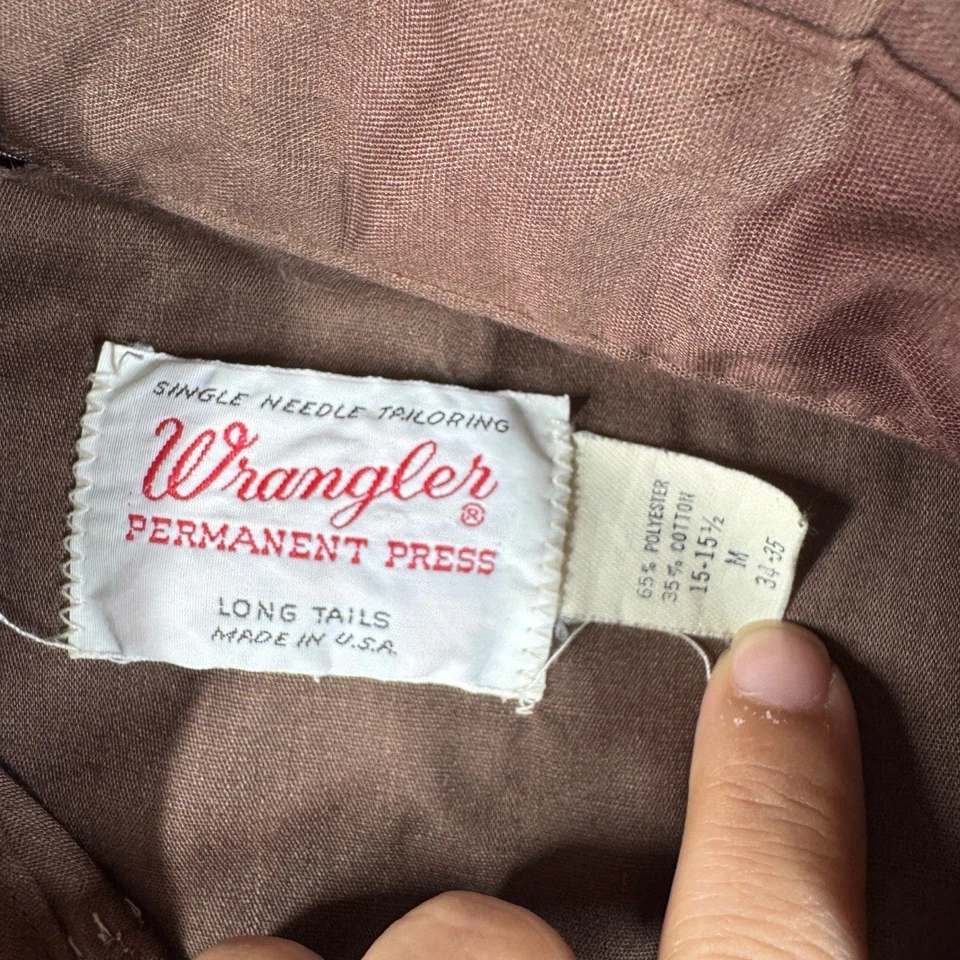 SINGLE NEEDLE TAILORING
Wrangler®
PERMANENT PRESS
LONG TAILS
MADE IN U.S.A.
65% POLYESTER
35% COTTON
15-15½
M
34-35